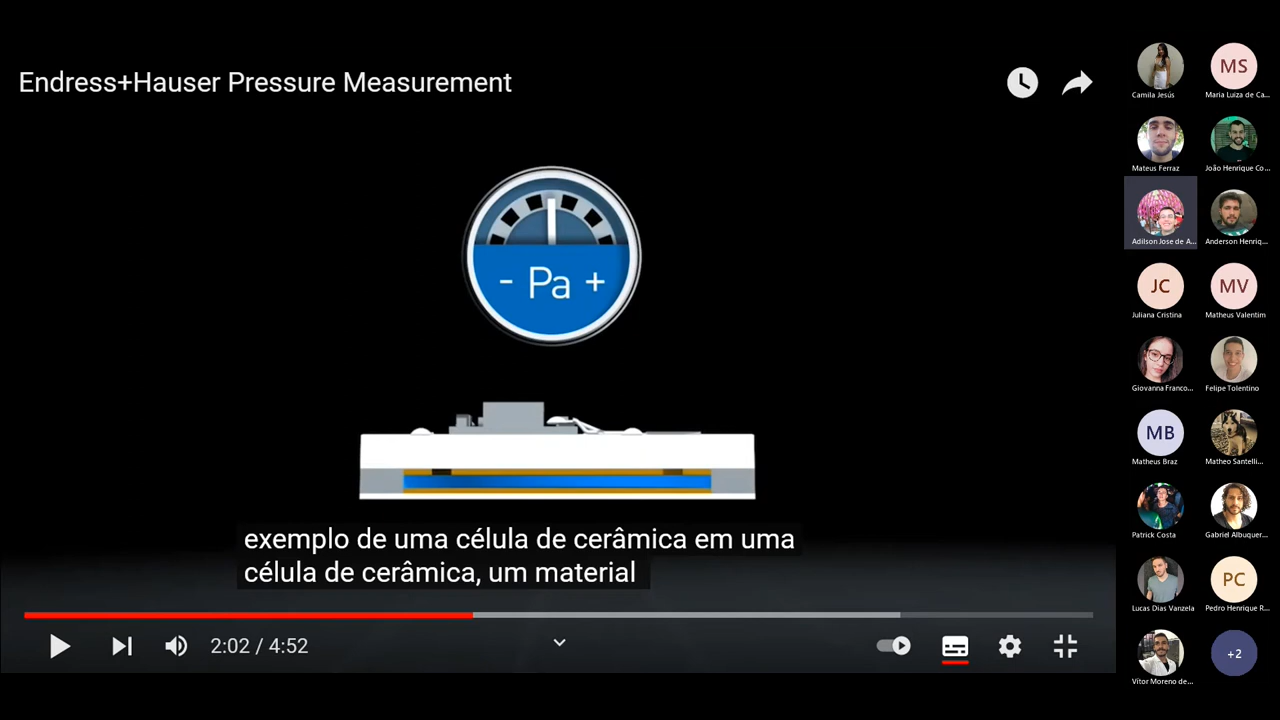 Endress+Hauser Pressure Measurement
- Pa +
exemplo de uma célula de cerâmica em uma
célula de cerâmica, um material
2:02 / 4:52
Camila Jesús
Maria Luiza de Ca...
Mateus Ferraz
João Henrique Co...
Adilson Jose de A...
Anderson Henriq...
JC
MS
Juliana Cristina
MV
Matheus Valentim
Giovanna Franco...
Felipe Tolentino
MB
Matheus Braz
Matheo Santelli...
Patrick Costa
Gabriel Albuquer...
Lucas Dias Vanzela
PC
Pedro Henrique R...
Vítor Moreno de...
+2